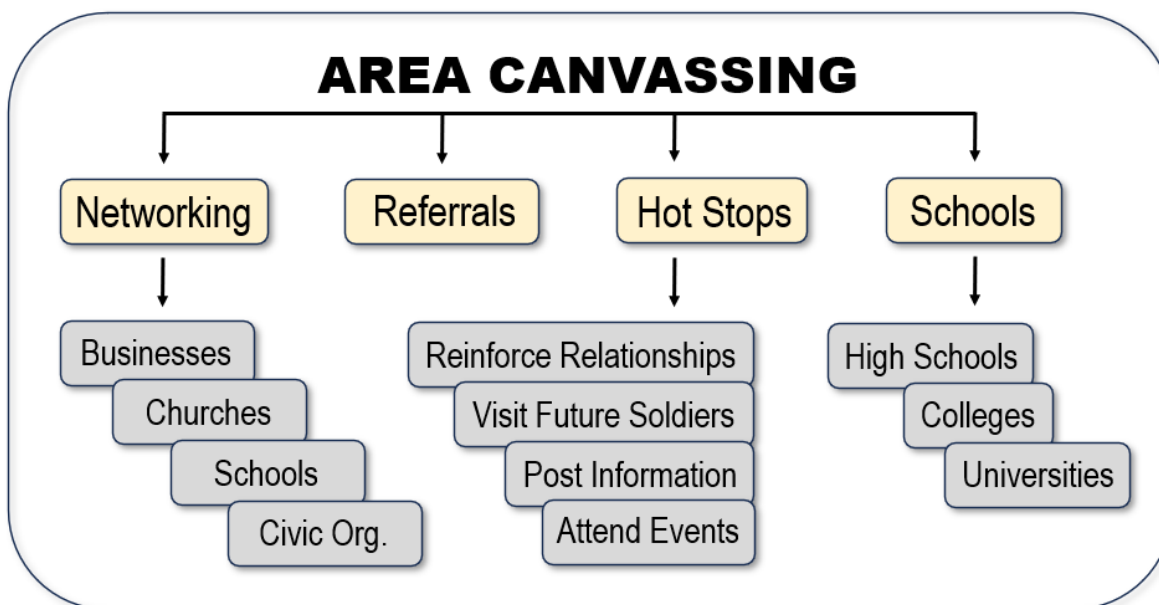 AREA CANVASSING
Networking
Referrals
Hot Stops
Schools
Businesses
Churches
Schools
Civic Org.
Reinforce Relationships
Visit Future Soldiers
Post Information
Attend Events
High Schools
Colleges
Universities